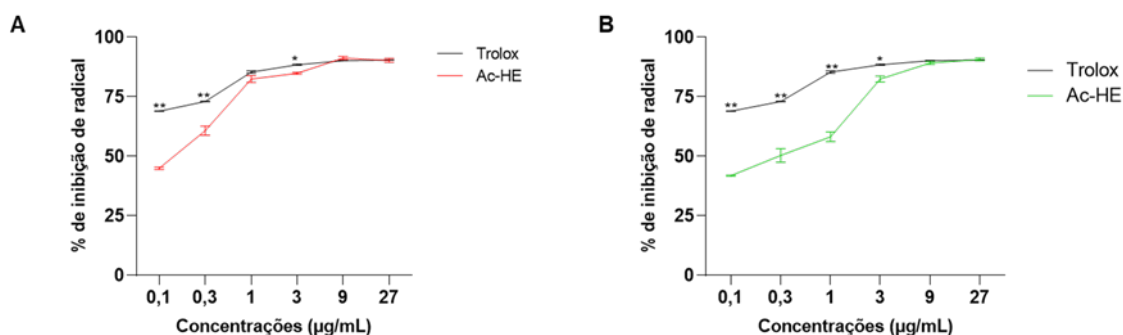 A
% de inibição de radical
100
75
50
25
0
** ** *
0,1 0,3 1 3 9 27
Concentrações (µg/mL)
Trolox
Ac-HE
B
% de inibição de radical
100
75
50
25
0
** ** ** *
0,1 0,3 1 3 9 27
Concentrações (µg/mL)
Trolox
Ac-HE